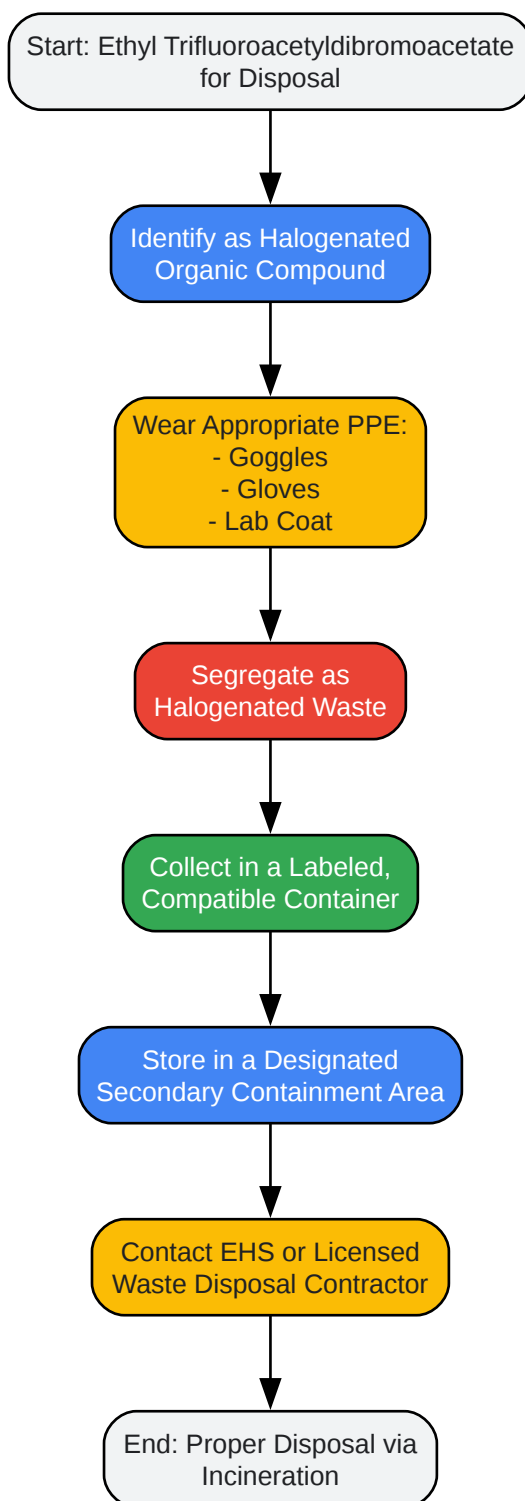 Start: Ethyl Trifluoroacetyldibromoacetate
for Disposal
Identify as Halogenated
Organic Compound
Wear Appropriate PPE:
- Goggles
- Gloves
- Lab Coat
Segregate as
Halogenated Waste
Collect in a Labeled,
Compatible Container
Store in a Designated
Secondary Containment Area
Contact EHS or Licensed
Waste Disposal Contractor
End: Proper Disposal via
Incineration